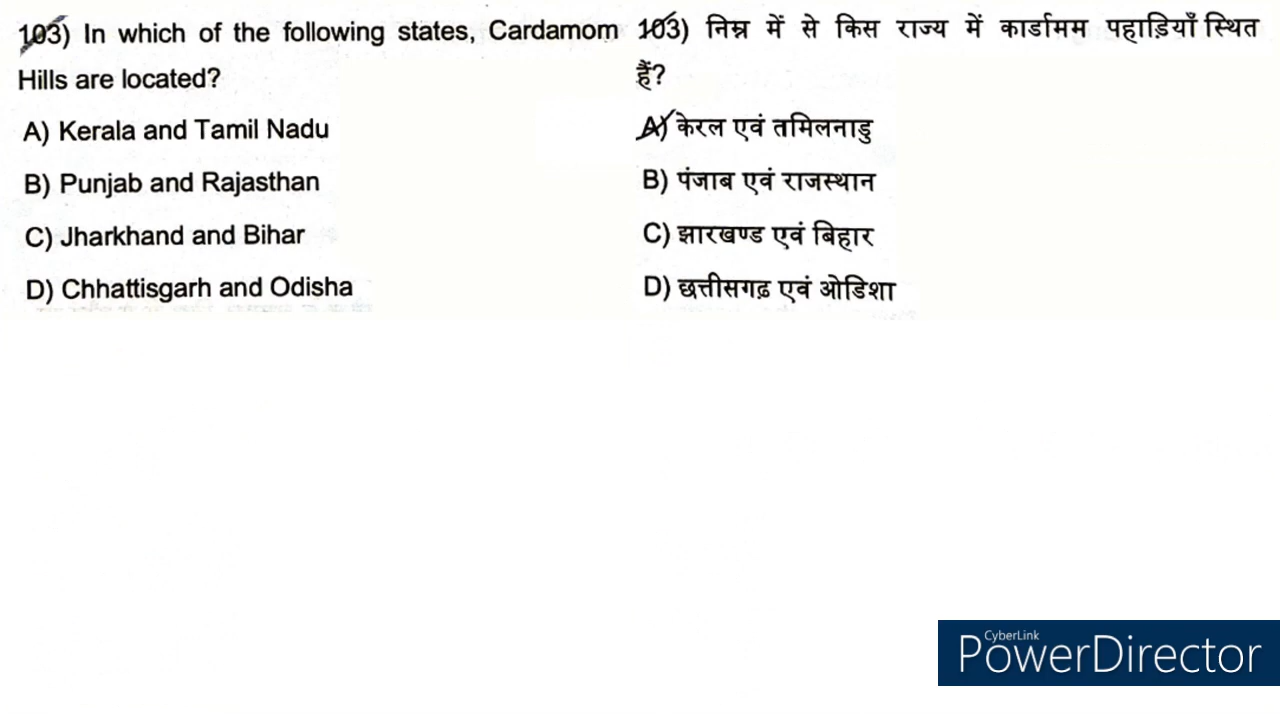 103) In which of the following states, Cardamom
Hills are located?
A) Kerala and Tamil Nadu
B) Punjab and Rajasthan
C) Jharkhand and Bihar
D) Chhattisgarh and Odisha
103) निम्न में से किस राज्य में कार्डामम पहाड़ियाँ स्थित
हैं?
A) केरल एवं तमिलनाडु
B) पंजाब एवं राजस्थान
C) झारखण्ड एवं बिहार
D) छत्तीसगढ़ एवं ओडिशा
CyberLink
PowerDirector